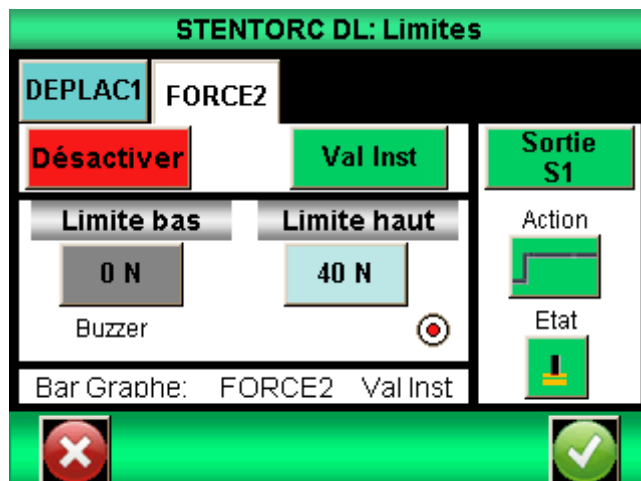 STENTORC DL: Limites
DEPLAC1 FORCE2
Désactiver Val Inst
Sortie
S1
Limite bas Limite haut
Action
0 N 40 N
Buzzer
Etat
Bar Graphe: FORCE2 Val Inst